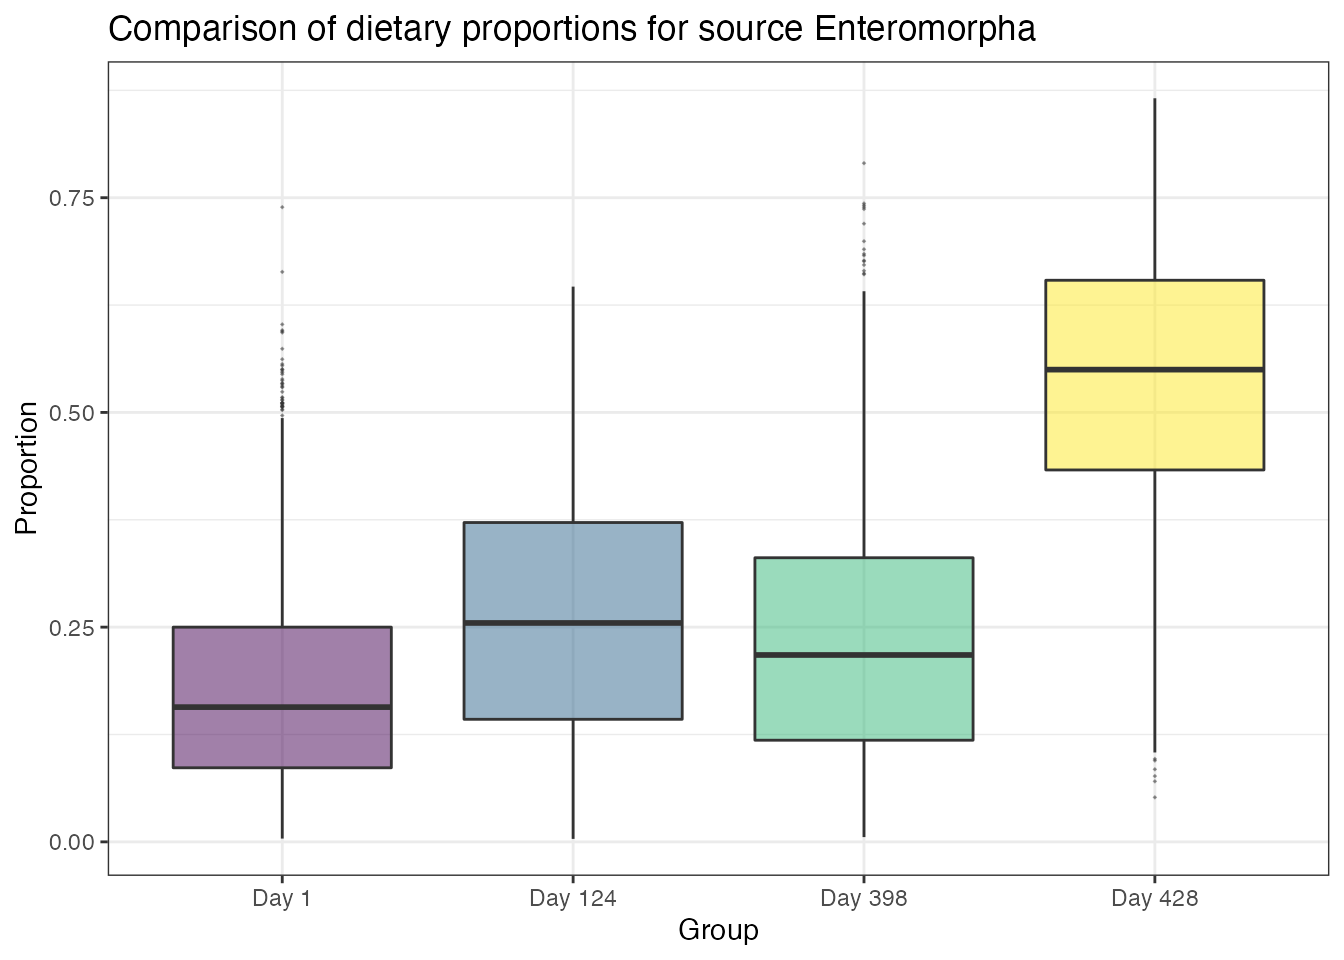 Comparison of dietary proportions for source Enteromorpha
Proportion
0.75
0.50
0.25
0.00
Day 1
Day 124
Day 398
Day 428
Group